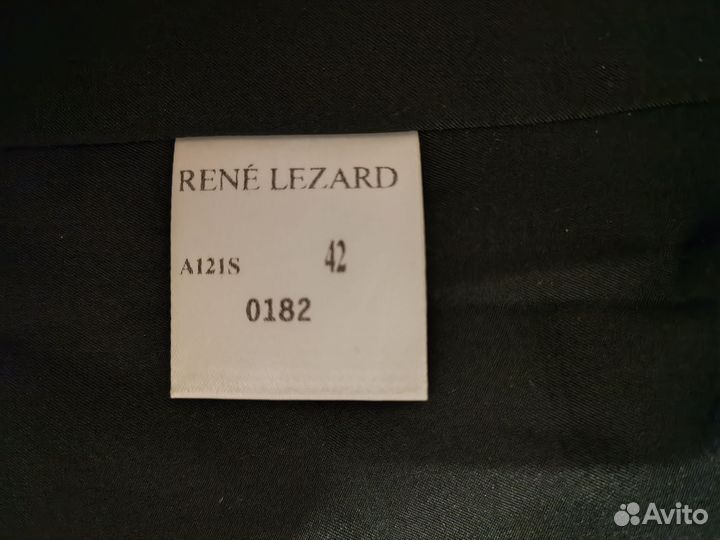 RENÉ LEZARD
A121S 42
0182
Avito